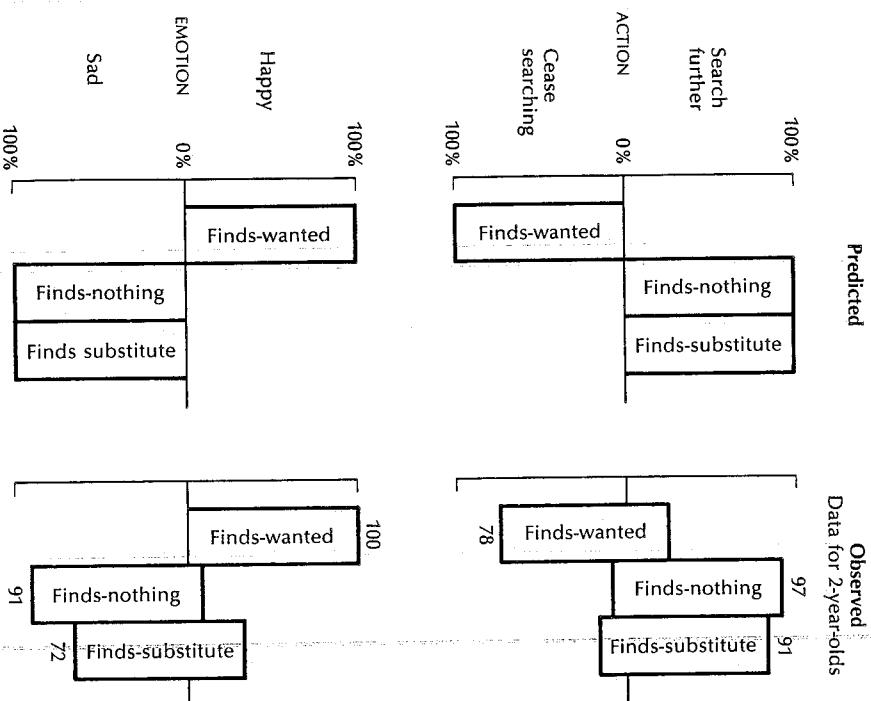 Predicted
Observed
Data for 2-year-olds
100%
Search
further
ACTION
0%
Cease
searching
100%
Finds-wanted
Finds-nothing
Finds-substitute
78
Finds-wanted
97
Finds-nothing
91
Finds-substitute
100%
Happy
EMOTION
0%
Sad
100%
Finds-wanted
Finds-nothing
Finds substitute
100
Finds-wanted
91
Finds-nothing
72
Finds-substitute